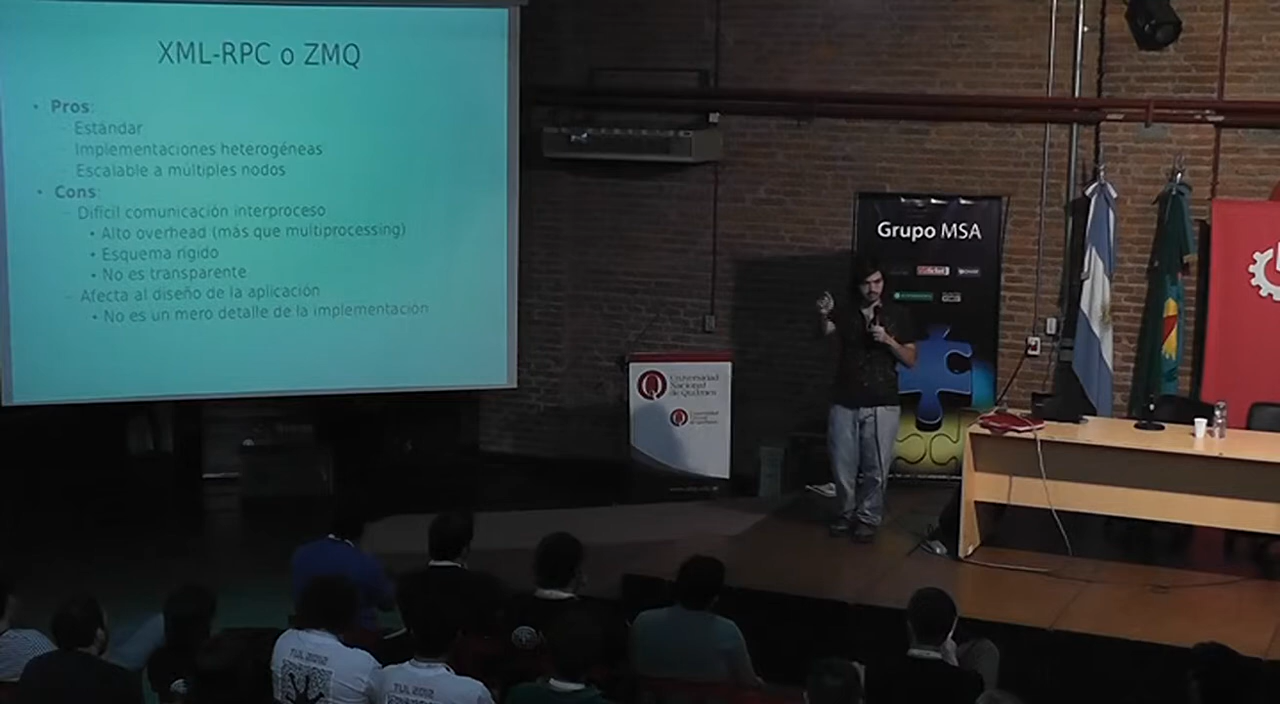 XML-RPC o ZMQ
• Pros:
– Estándar
– Implementaciones heterogéneas
– Escalable a múltiples nodos
• Cons:
– Difícil comunicación interproceso
• Alto overhead (más que multiprocessing)
• Esquema rígido
• No es transparente
– Afecta al diseño de la aplicación
• No es un mero detalle de la implementación
Grupo MSA
Universidad
Nacional
de Quilmes